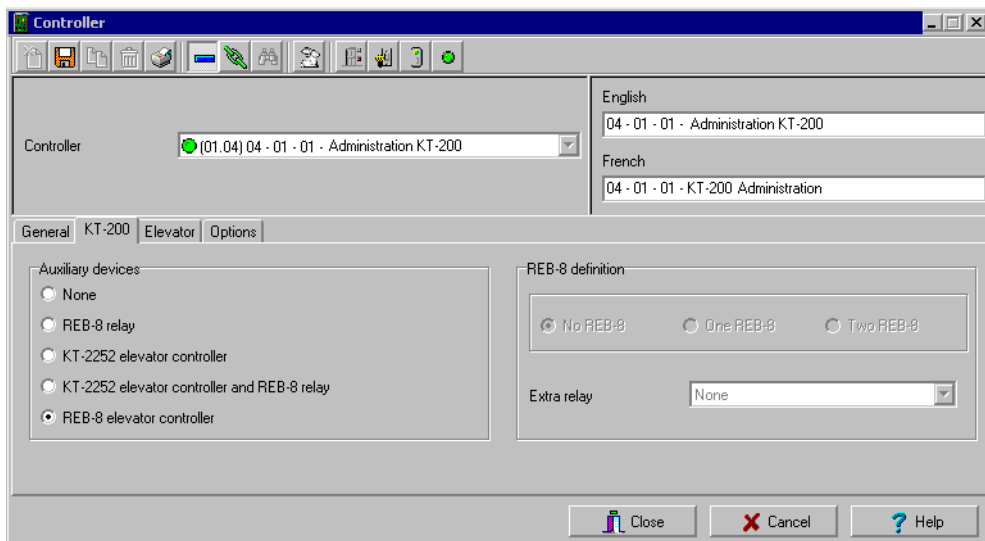 Controller
English
04 - 01 - 01 - Administration KT-200
Controller
(01.04) 04 - 01 - 01 - Administration KT-200
French
04 - 01 - 01 - KT-200 Administration
General KT-200 Elevator Options
Auxiliary devices
None
REB-8 relay
KT-2252 elevator controller
KT-2252 elevator controller and REB-8 relay
REB-8 elevator controller
REB-8 definition
No REB-8 One REB-8 Two REB-8
Extra relay None
Close Cancel Help